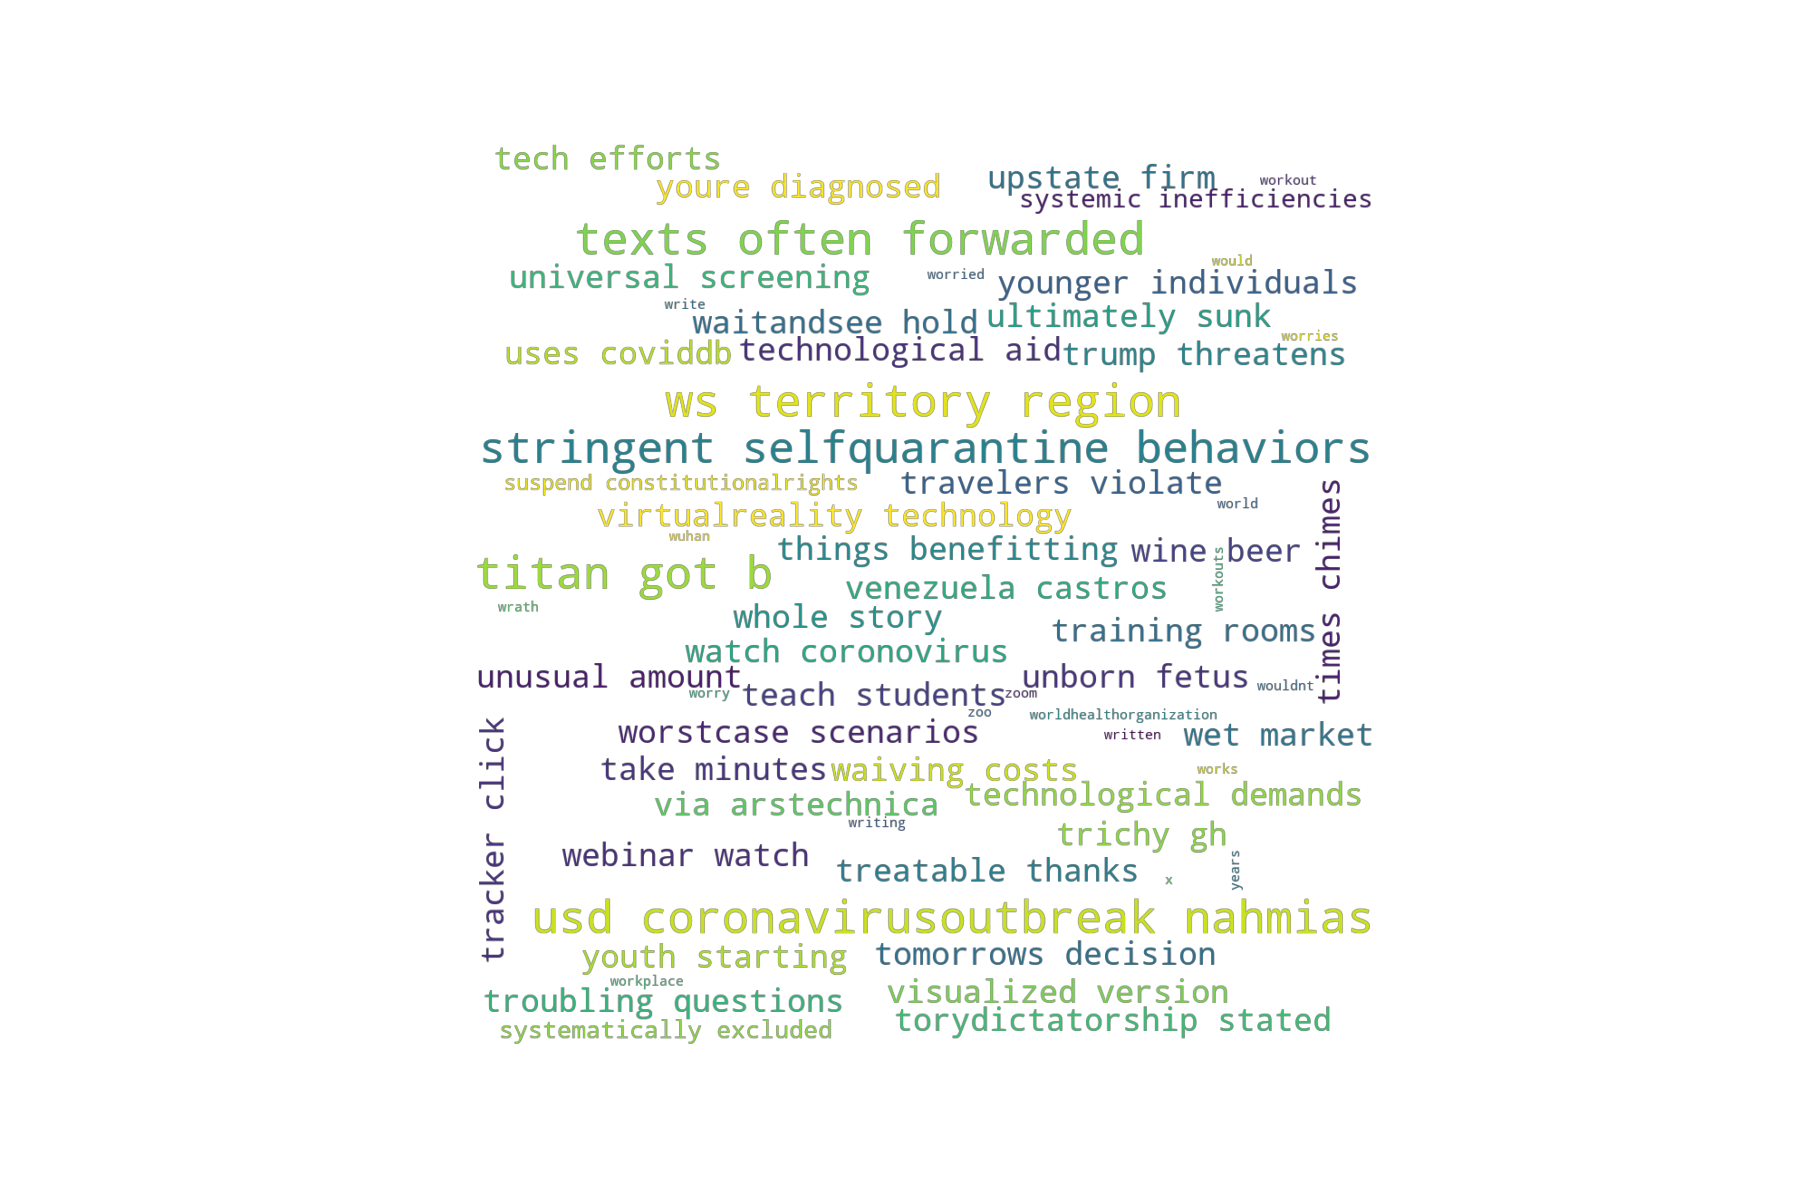 tech efforts
youre diagnosed
upstate firm
workout
systemic inefficiencies
texts often forwarded
would
universal screening
worried
younger individuals
write
waitandsee hold
ultimately sunk
worries
uses coviddb
technological aid
trump threatens
ws territory region
stringent selfquarantine behaviors
suspend constitutionalrights
travelers violate
world
times chimes
virtualreality technology
wuhan
things benefitting
wine beer
workouts
titan got b
venezuela castros
wrath
whole story
training rooms
watch coronovirus
unusual amount
unborn fetus
wouldnt
worry
teach students
zoom
zoo
worldhealthorganization
tracker click
worstcase scenarios
written
wet market
take minutes
waiving costs
works
via arstechnica
technological demands
writing
trichy gh
webinar watch
treatable thanks
x
years
usd coronavirusoutbreak nahmias
youth starting
tomorrows decision
workplace
troubling questions
visualized version
systematically excluded
torydictatorship stated